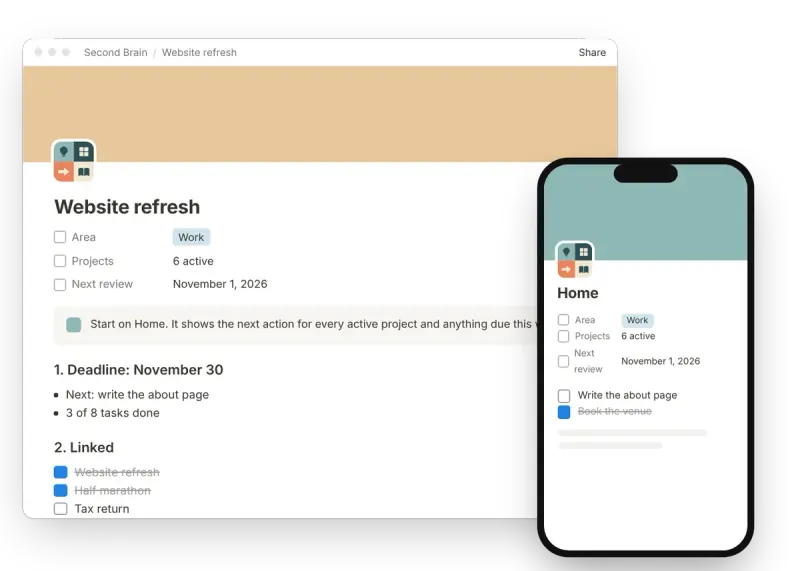 Second Brain / Website refresh
Share
Website refresh
Area Work
Projects 6 active
Next review November 1, 2026
Start on Home. It shows the next action for every active project and anything due this
1. Deadline: November 30
Next: write the about page
3 of 8 tasks done
2. Linked
Website refresh
Half marathon
Tax return
Home
Area Work
Projects 6 active
Next
review
November 1, 2026
Write the about page
Book the venue